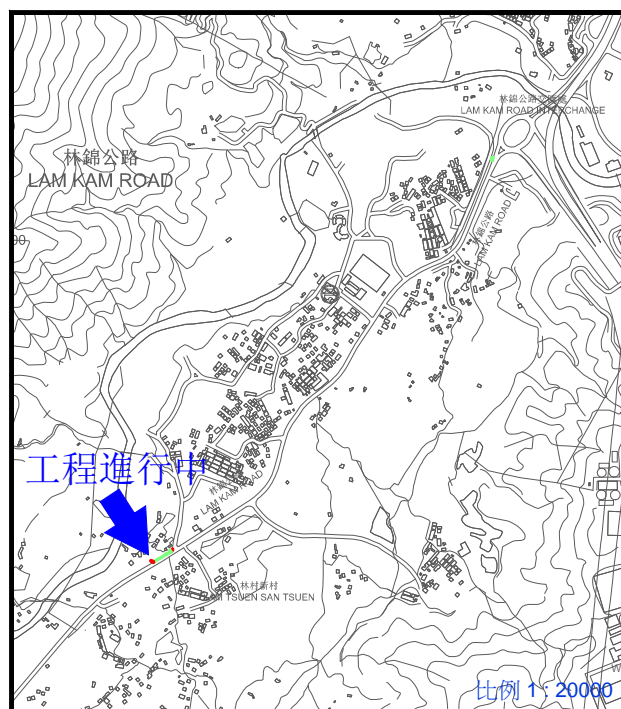 林錦公路交匯處
LAM KAM ROAD INTERCHANGE
林錦公路
LAM KAM ROAD
林錦公路
LAM KAM ROAD
工程進行中
LAM KAM ROAD
林村新村
TSUEN SAN TSUEN
比例 1 : 20000